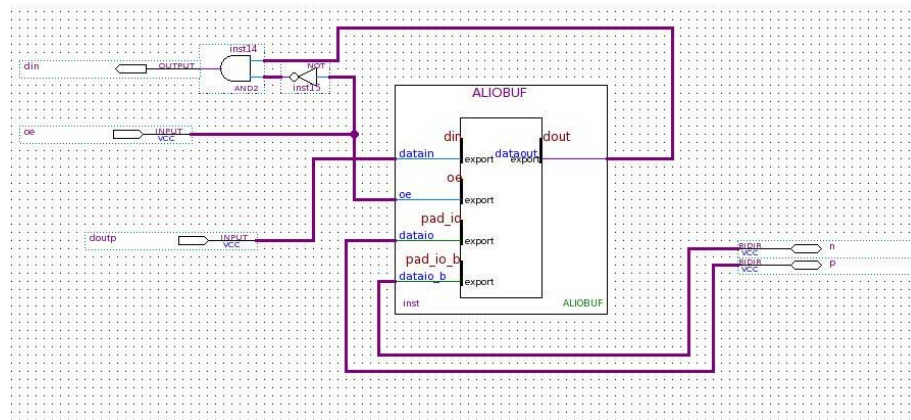 inst14
din
OUTPUT
NOT
AND2
inst15
ALIOBUF
oe
INPUT
VCC
din
dout
datain
dataout
export
export
oe
oe
export
doutp
INPUT
VCC
pad_io
dataio
export
BIDIR
VCC
n
pad_io_b
BIDIR
VCC
p
dataio_b
export
inst
ALIOBUF